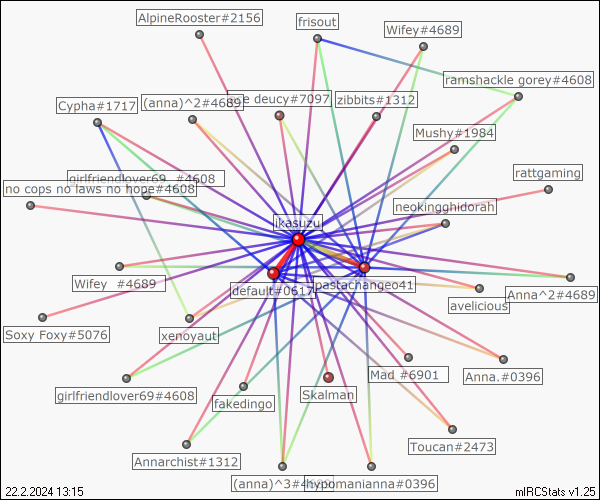 AlpineRooster#2156
frisout
Wifey#4689
ramshackle gorey#4608
Cypha#1717
(anna)^2#4689
e deucy#7097
zibbits#1312
Mushy#1984
girlfriendlover69_#4608
rattgaming
no cops no laws no hope#4608
neokingghidorah
ikasuzu
Wifey #4689
default#0617
pastachangeo41
avelicious
Anna^2#4689
Soxy Foxy#5076
xenoyaut
Mad #6901
Anna.#0396
girlfriendlover69#4608
fakedingo
Skalman
Toucan#2473
Annarchist#1312
(anna)^3#4689
hypomanianna#0396
22.2.2024 13:15
mIRCStats v1.25